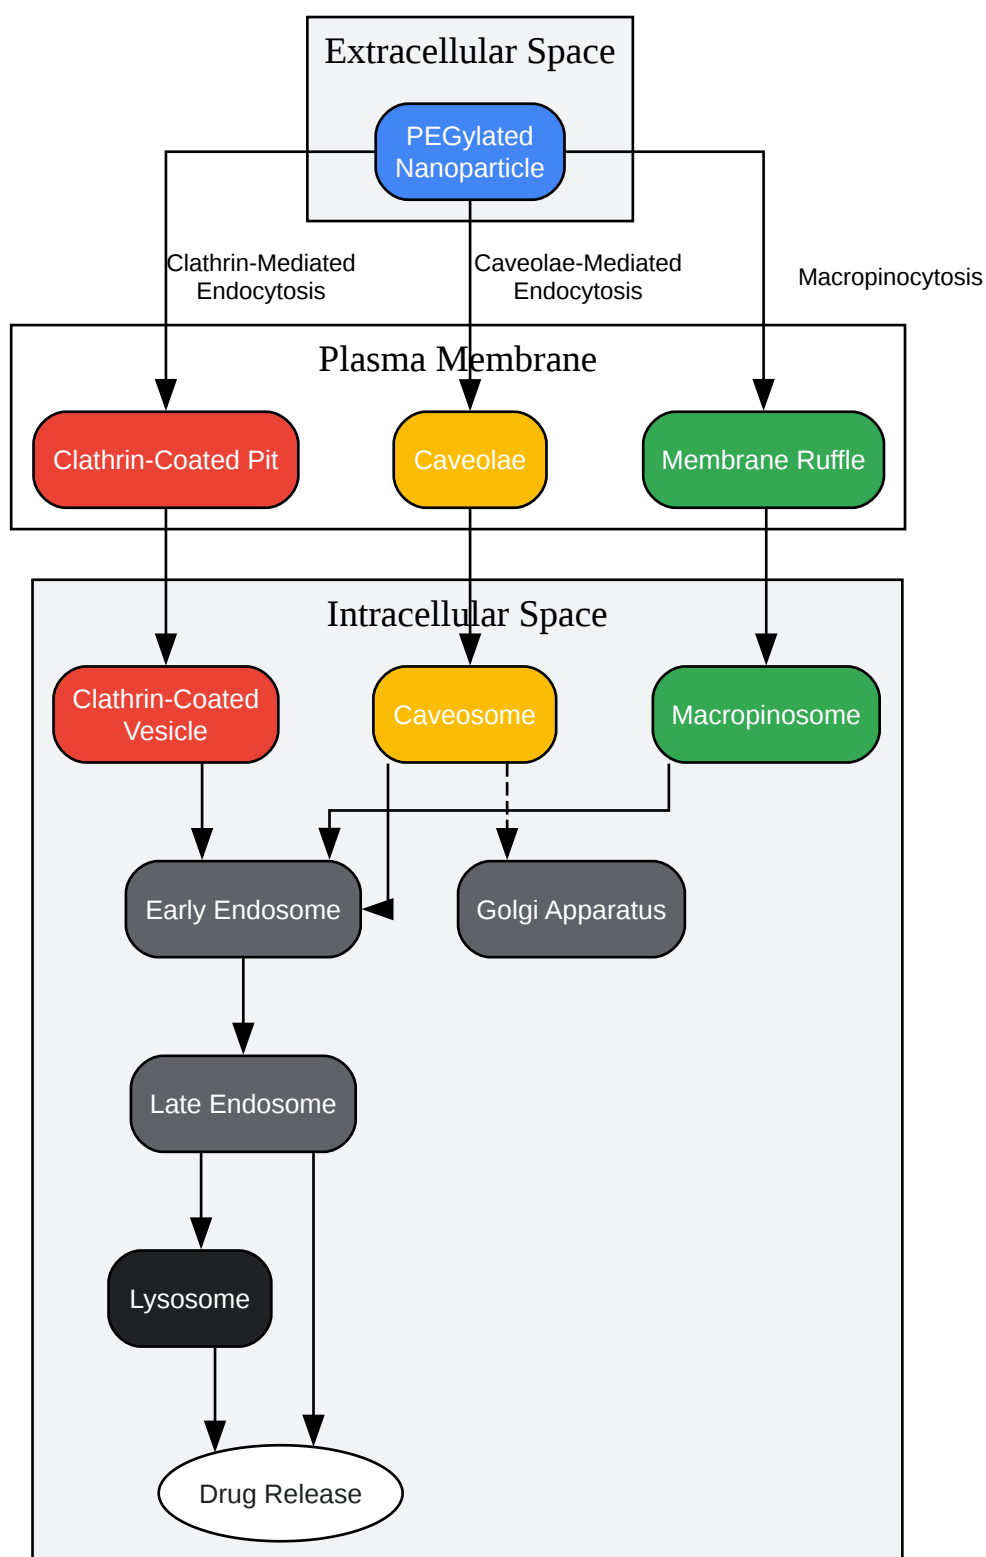 Extracellular Space
PEGylated
Nanoparticle
Clathrin-Mediated
Endocytosis
Caveolae-Mediated
Endocytosis
Macropinocytosis
Plasma Membrane
Clathrin-Coated Pit
Caveolae
Membrane Ruffle
Intracellular Space
Clathrin-Coated
Vesicle
Caveosome
Macropinosome
Early Endosome
Golgi Apparatus
Late Endosome
Lysosome
Drug Release